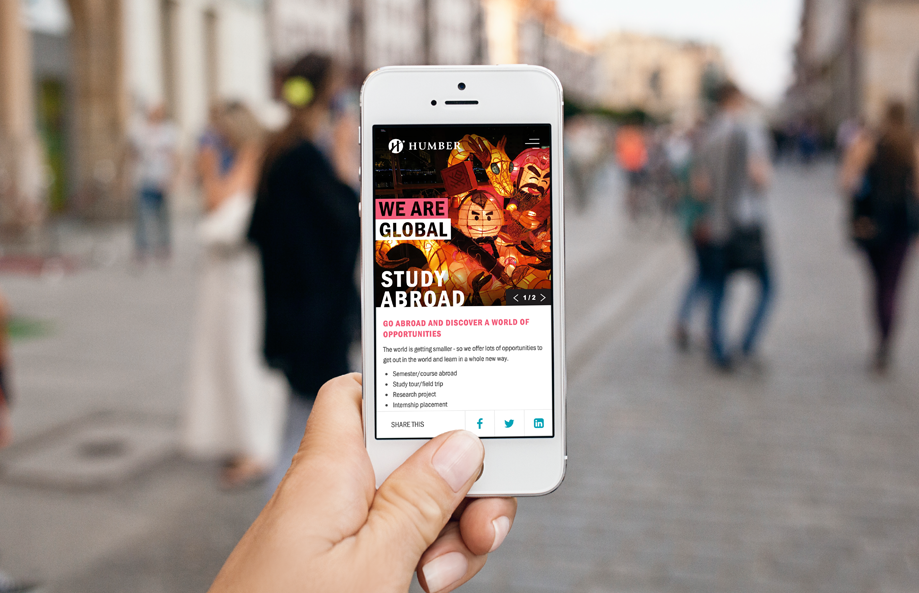 HUMBER
WE ARE
GLOBAL
STUDY
ABROAD
1 / 2
GO ABROAD AND DISCOVER A WORLD OF
OPPORTUNITIES
The world is getting smaller - so we offer lots of opportunities to
get out in the world and learn in a whole new way.
• Semester/course abroad
• Study tour/field trip
• Research project
• Internship placement
SHARE THIS